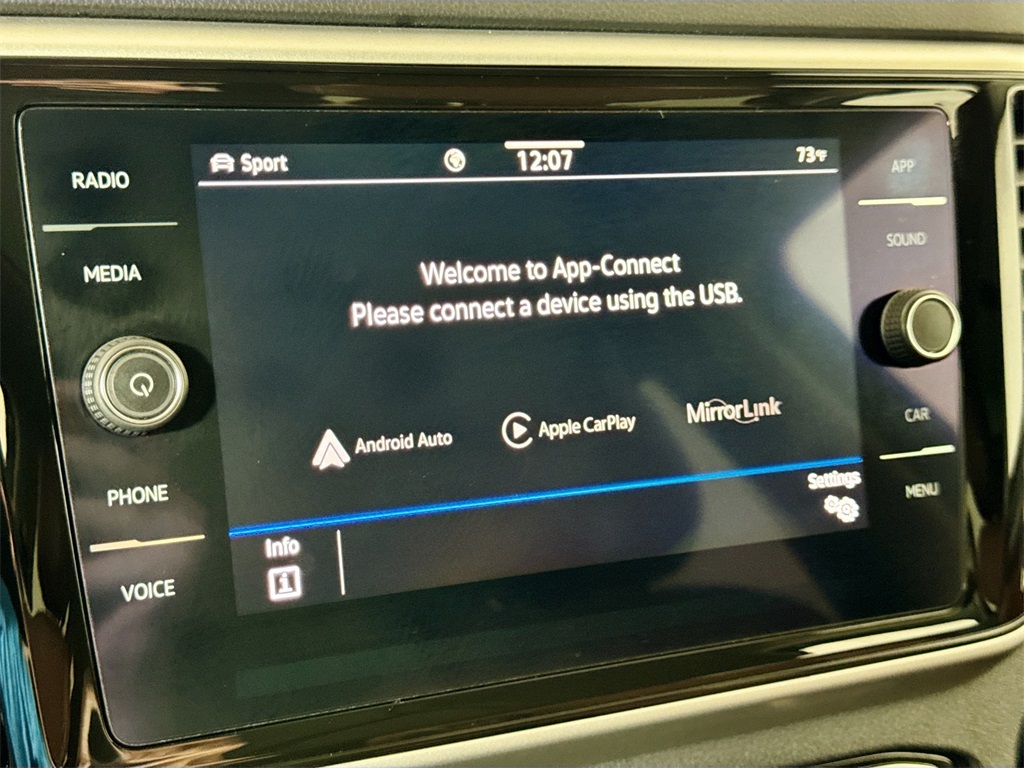 RADIO
MEDIA
PHONE
VOICE
Sport
12:07
73°F
Welcome to App-Connect
Please connect a device using the USB.
Android Auto
Apple CarPlay
MirrorLink
Settings
Info
i
APP
SOUND
CAR
MENU